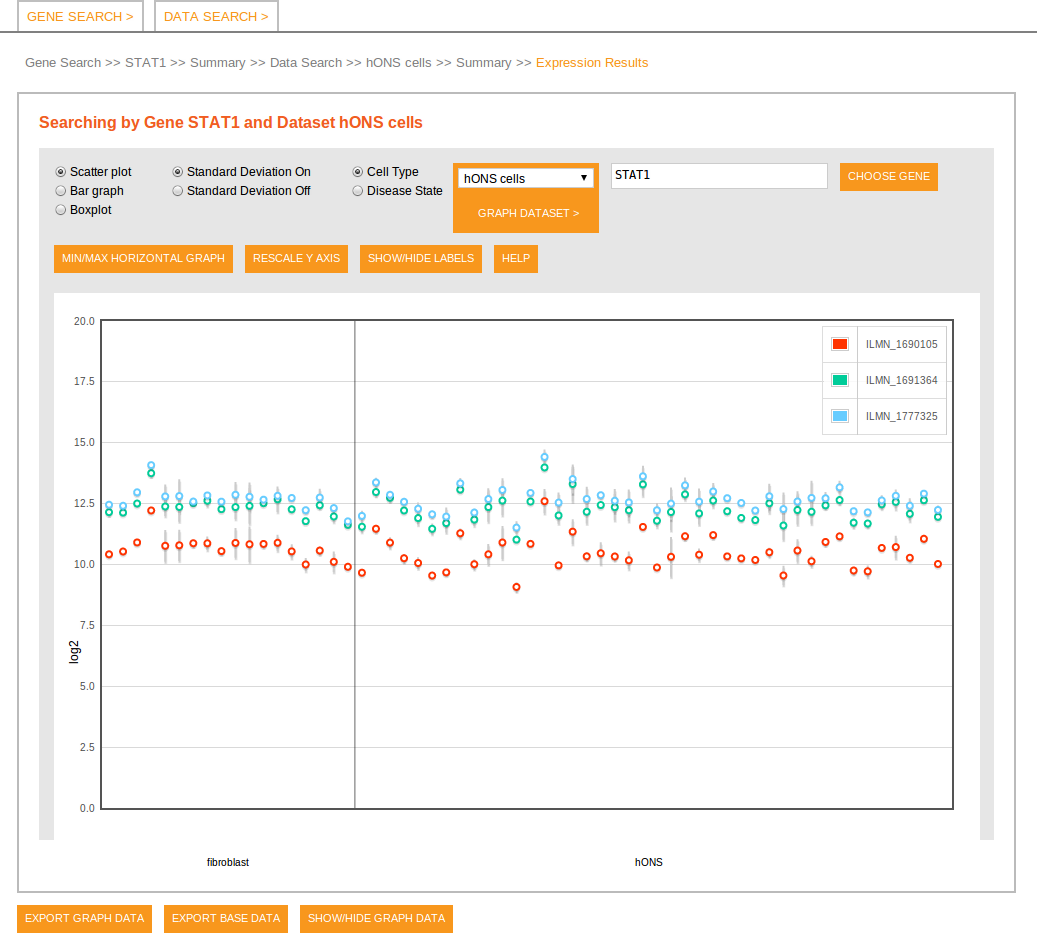 GENE SEARCH >
DATA SEARCH >
Gene Search >> STAT1 >> Summary >> Data Search >> hONS cells >> Summary >> Expression Results
Searching by Gene STAT1 and Dataset hONS cells
Scatter plot
Standard Deviation On
Cell Type
hONS cells
STAT1
CHOOSE GENE
Bar graph
Standard Deviation Off
Disease State
Boxplot
GRAPH DATASET >
MIN/MAX HORIZONTAL GRAPH
RESCALE Y AXIS
SHOW/HIDE LABELS
HELP
20.0
ILMN_1690105
ILMN_1691364
ILMN_1777325
17.5
15.0
12.5
10.0
7.5
log2
5.0
2.5
0.0
fibroblast
hONS
EXPORT GRAPH DATA
EXPORT BASE DATA
SHOW/HIDE GRAPH DATA